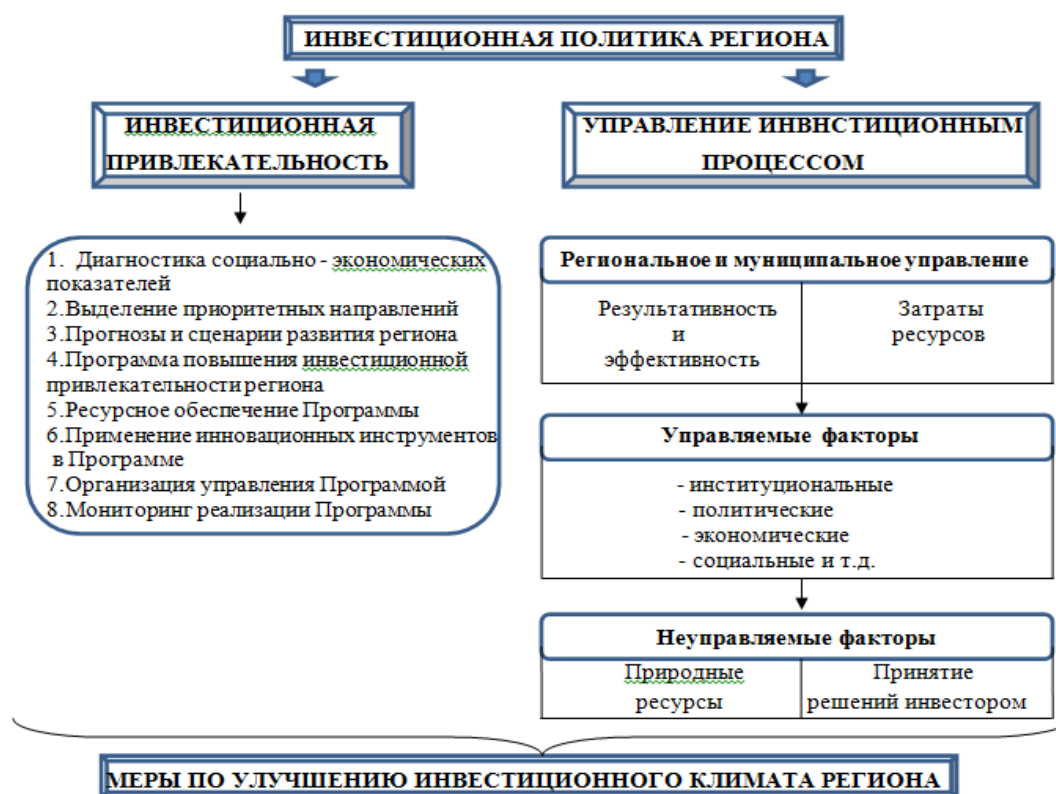 ИНВЕСТИЦИОННАЯ ПОЛИТИКА РЕГИОНА
ИНВЕСТИЦИОННАЯ
ПРИВЛЕКАТЕЛЬНОСТЬ
УПРАВЛЕНИЕ ИНВНСТИЦИОННЫМ
ПРОЦЕССОМ
1. Диагностика социально - экономических
показателей
2.Выделение приоритетных направлений
3.Прогнозы и сценарии развития региона
4.Программа повышения инвестиционной
привлекательности региона
5.Ресурсное обеспечение Программы
6.Применение инновационных инструментов
в Программе
7.Организация управления Программой
8.Мониторинг реализации Программы
Региональное и муниципальное управление
Результативность
и
эффективность
Затраты
ресурсов
Управляемые факторы
- институциональные
- политические
- экономические
- социальные и т.д.
Неуправляемые факторы
Природные
ресурсы
Принятие
решений инвестором
МЕРЫ ПО УЛУЧШЕНИЮ ИНВЕСТИЦИОННОГО КЛИМАТА РЕГИОНА